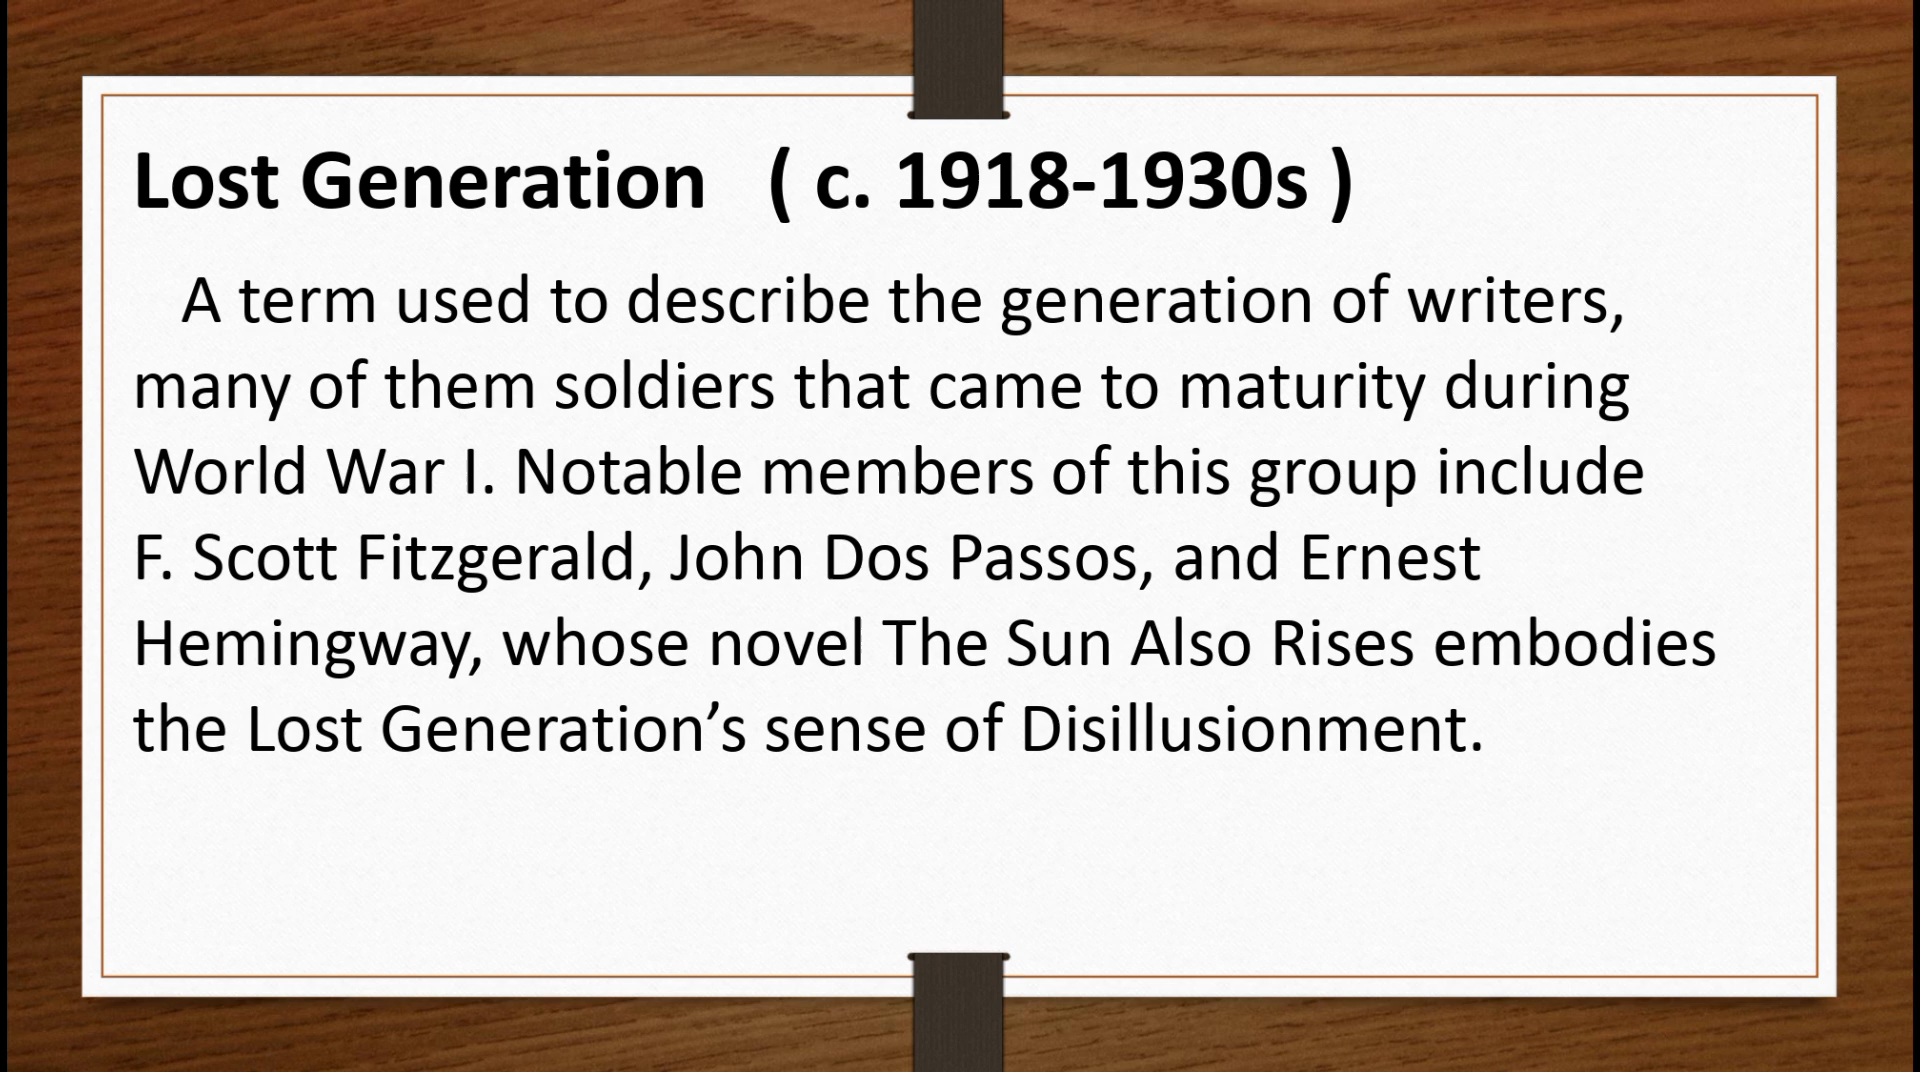 Lost Generation ( c. 1918-1930s )
A term used to describe the generation of writers,
many of them soldiers that came to maturity during
World War I. Notable members of this group include
F. Scott Fitzgerald, John Dos Passos, and Ernest
Hemingway, whose novel The Sun Also Rises embodies
the Lost Generation’s sense of Disillusionment.